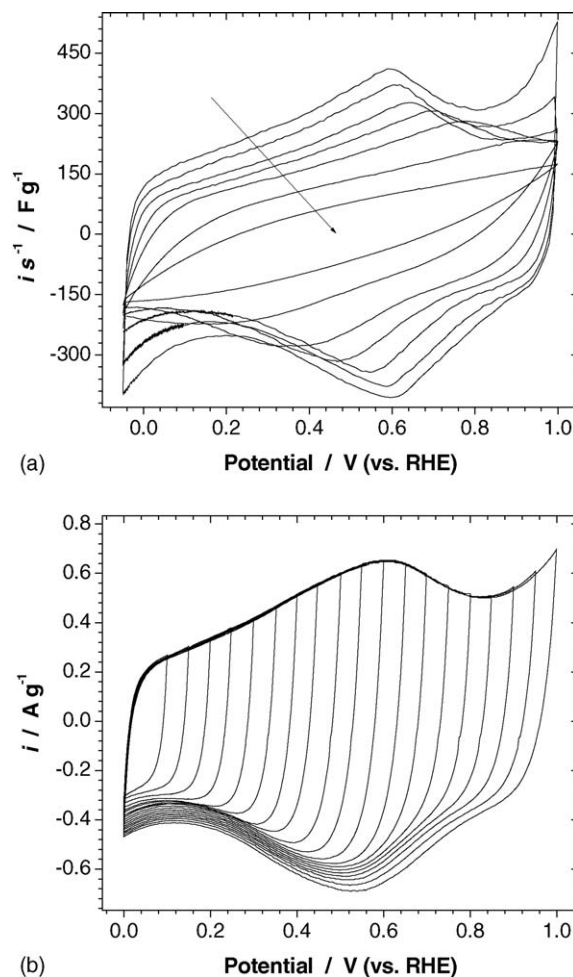 450
300
150
0
-150
-300
i s⁻¹ / F g⁻¹
0.0 0.2 0.4 0.6 0.8 1.0
(a)
Potential / V (vs. RHE)
0.8
0.6
0.4
0.2
0.0
-0.2
-0.4
-0.6
i / A g⁻¹
0.0 0.2 0.4 0.6 0.8 1.0
(b)
Potential / V (vs. RHE)